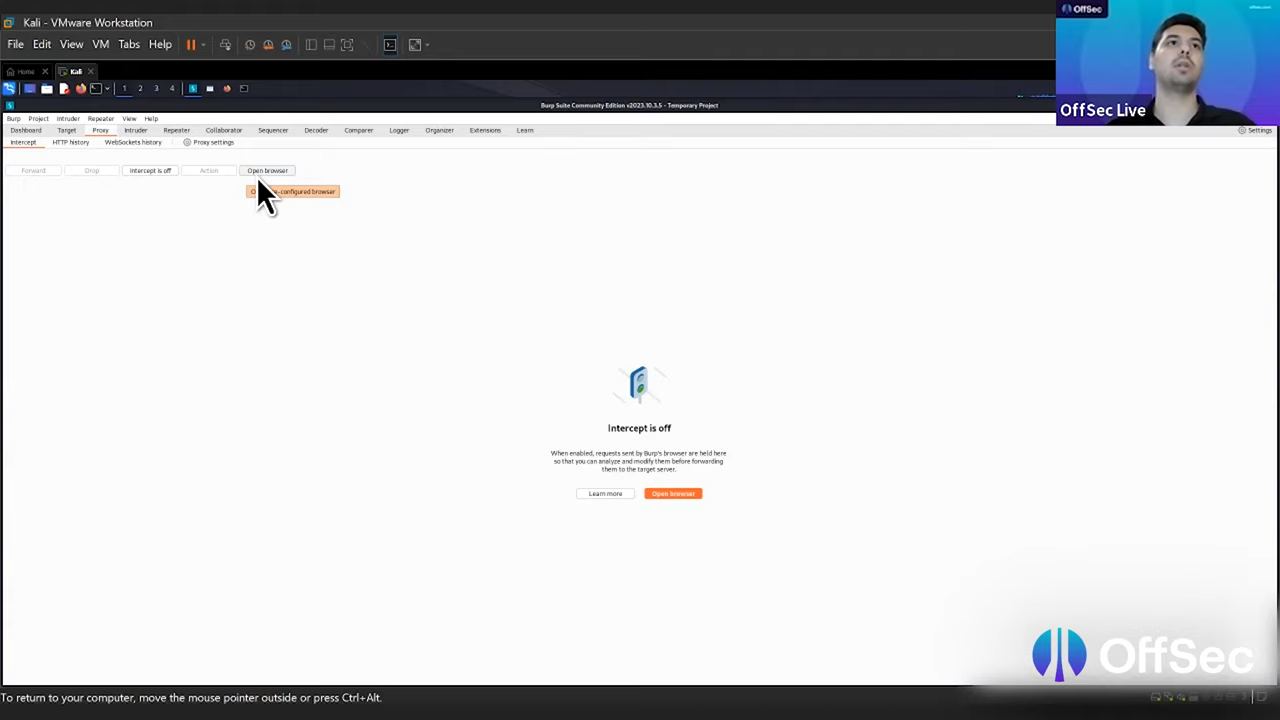 Kali - VMware Workstation
File Edit View VM Tabs Help
Home Kali
1 2 3 4
Burp Suite Community Edition v2023.10.3.5 - Temporary Project
Burp Project Intruder Repeater View Help
Dashboard Target Proxy Intruder Repeater Collaborator Sequencer Decoder Comparer Logger Organizer Extensions Learn Settings
Intercept HTTP history WebSockets history Proxy settings
Forward Drop Intercept is off Action Open browser
-configured browser
Intercept is off
When enabled, requests sent by Burp's browser are held here
so that you can analyze and modify them before forwarding
them to the target server.
Learn more Open browser
OffSec
OffSec Live
OffSec
To return to your computer, move the mouse pointer outside or press Ctrl+Alt.